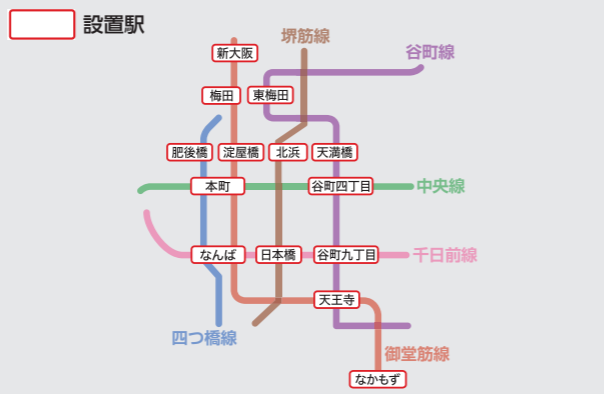 設置駅
堺筋線
新大阪
谷町線
梅田
東梅田
肥後橋
淀屋橋
北浜
天満橋
本町
谷町四丁目
中央線
なんば
日本橋
谷町九丁目
千日前線
天王寺
四つ橋線
御堂筋線
なかもず